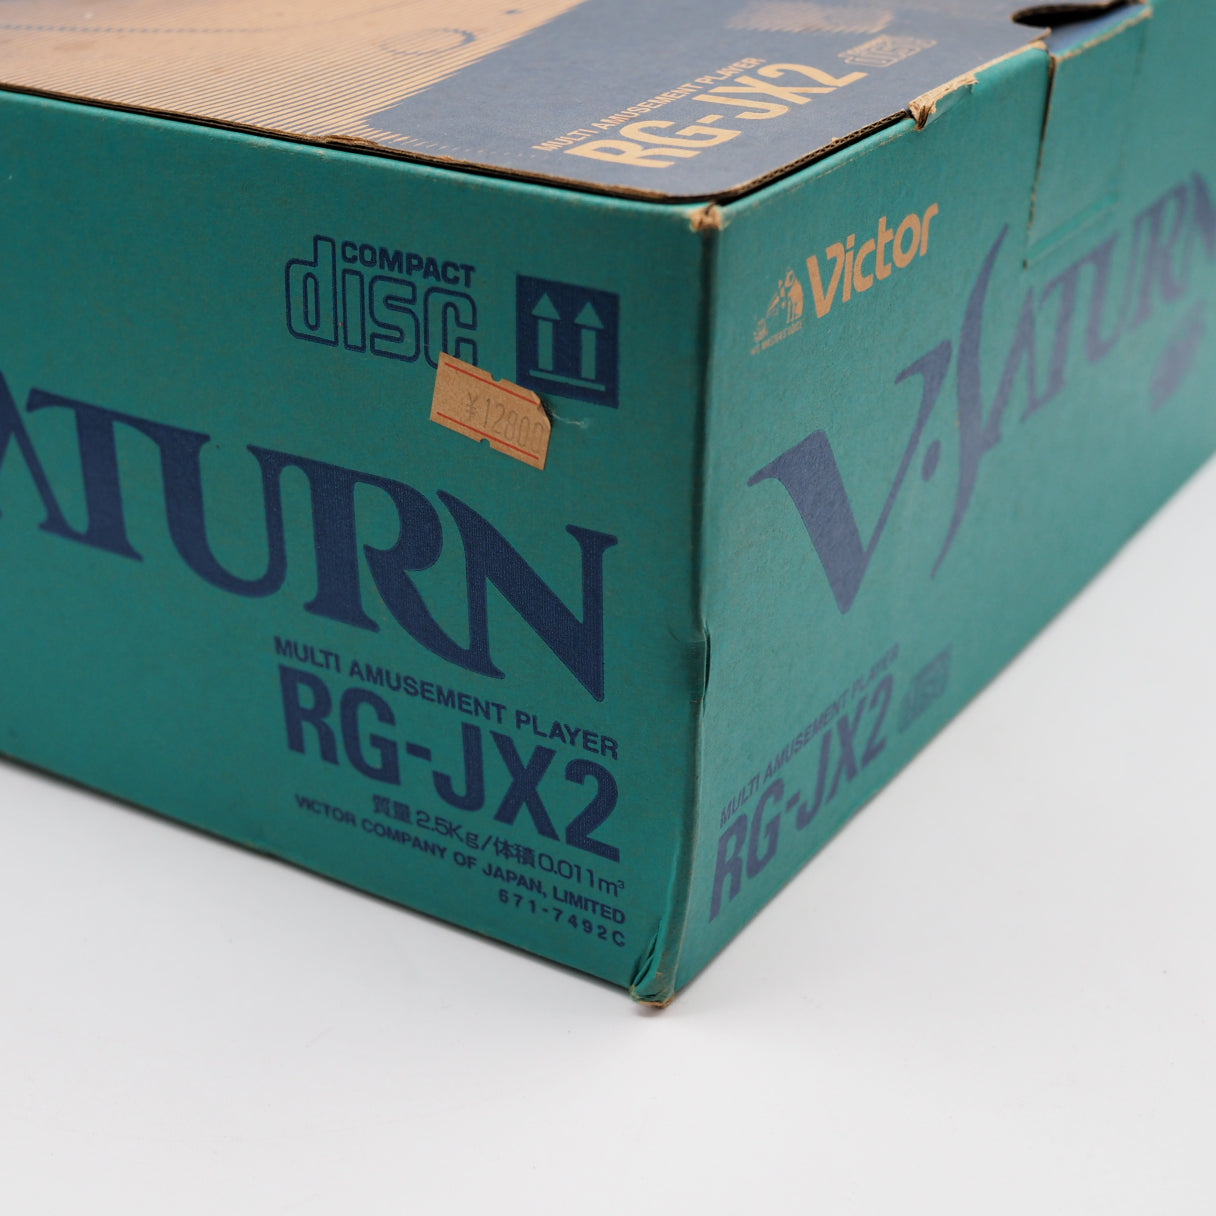 MULTI AMUSEMENT PLAYER
RG-JX2
disc
COMPACT
disc
¥12800
ATURN
MULTI AMUSEMENT PLAYER
RG-JX2
質量2.5Kg/体積0.011m³
VICTOR COMPANY OF JAPAN, LIMITED
671-7492C
Victor
V·SATURN
MULTI AMUSEMENT PLAYER
RG-JX2